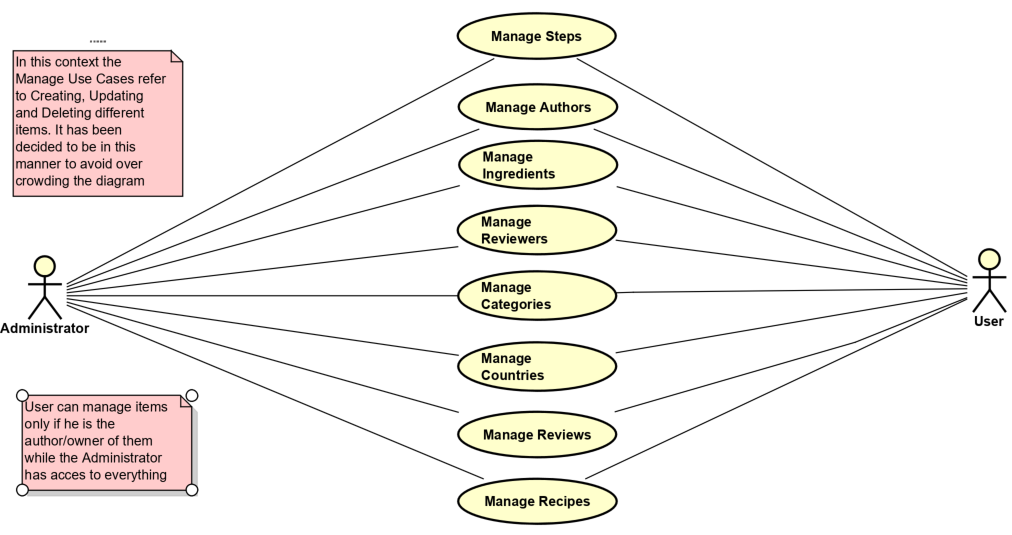 Manage Steps
In this context the
Manage Use Cases refer
to Creating, Updating
and Deleting different
items. It has been
decided to be in this
manner to avoid over
crowding the diagram
Manage Authors
Manage
Ingredients
Manage
Reviewers
Manage
Categories
Administrator
User
Manage
Countries
User can manage items
only if he is the
author/owner of them
while the Administrator
has acces to everything
Manage Reviews
Manage Recipes